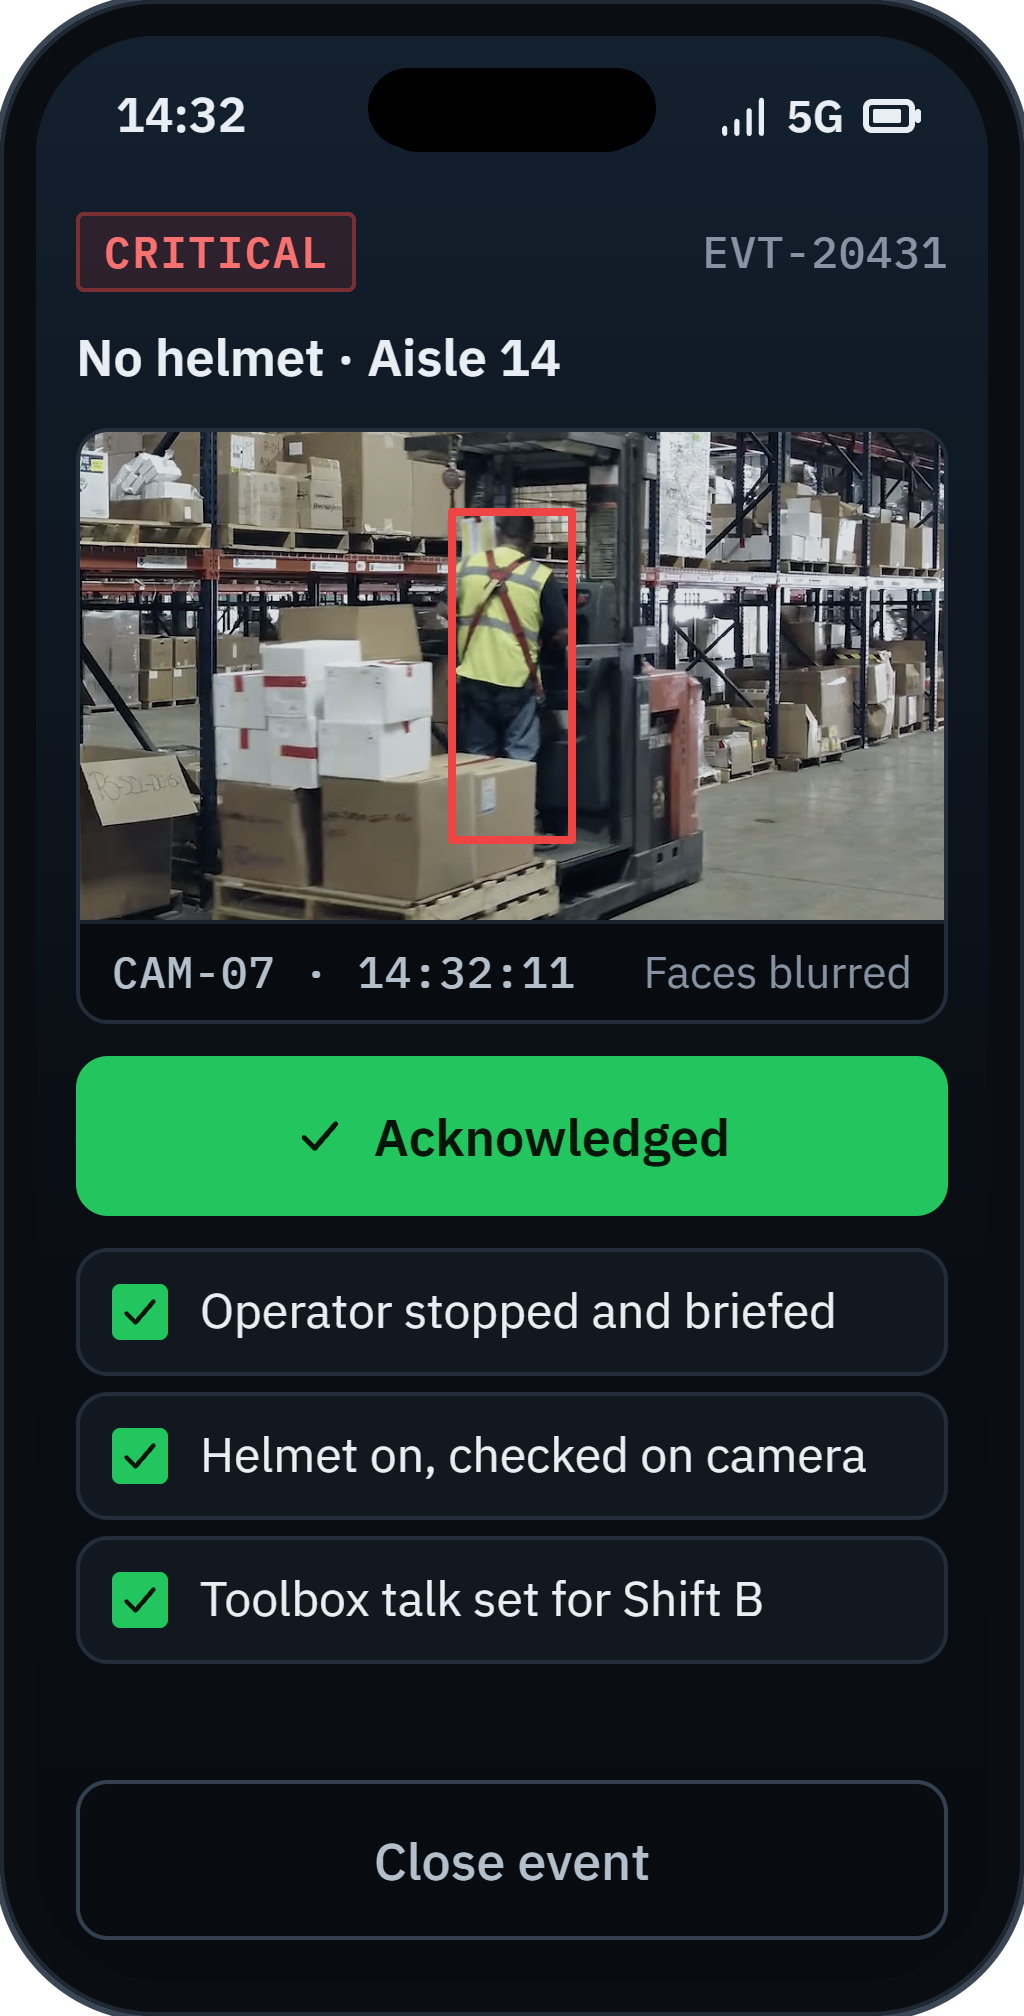 14:32 5G
CRITICAL EVT-20431
No helmet · Aisle 14
CAM-07 · 14:32:11 Faces blurred
✓ Acknowledged
Operator stopped and briefed
Helmet on, checked on camera
Toolbox talk set for Shift B
Close event